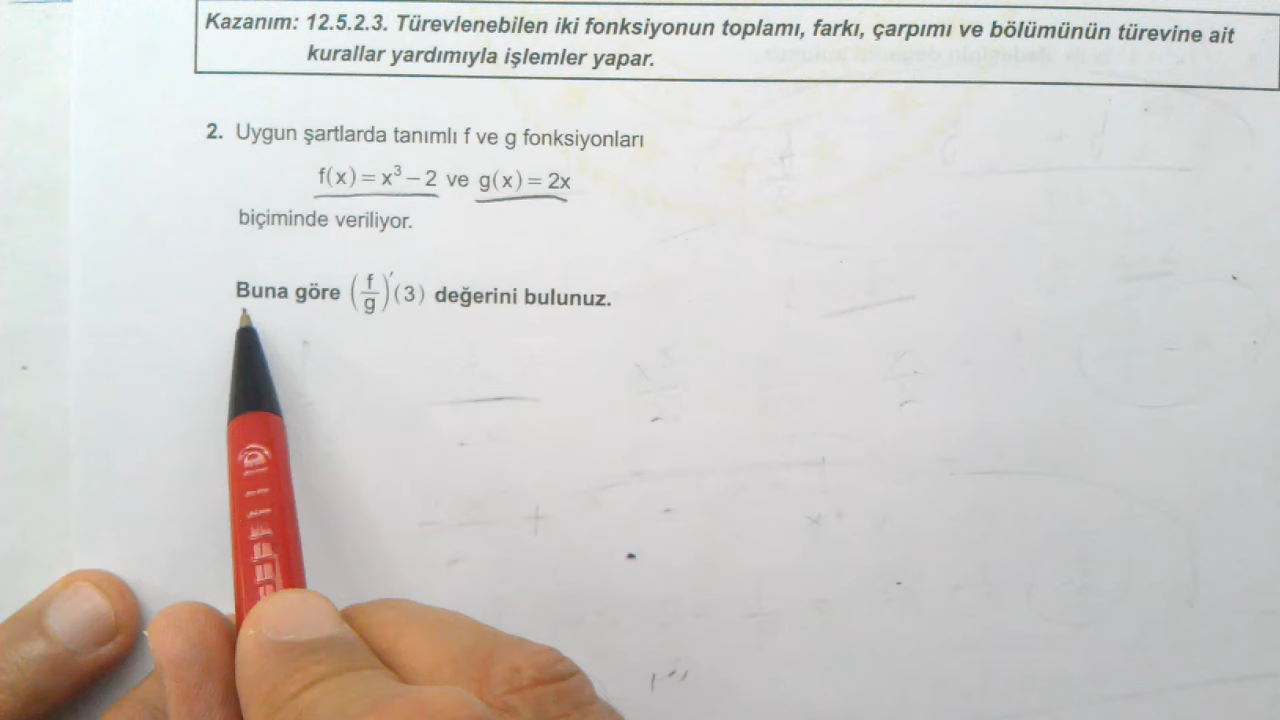 Kazanım: 12.5.2.3. Türevlenebilen iki fonksiyonun toplamı, farkı, çarpımı ve bölümünün türevine ait
kurallar yardımıyla işlemler yapar.
2. Uygun şartlarda tanımlı f ve g fonksiyonları
f(x) = x³ – 2 ve g(x) = 2x
biçiminde veriliyor.
Buna göre (f/g)′(3) değerini bulunuz.